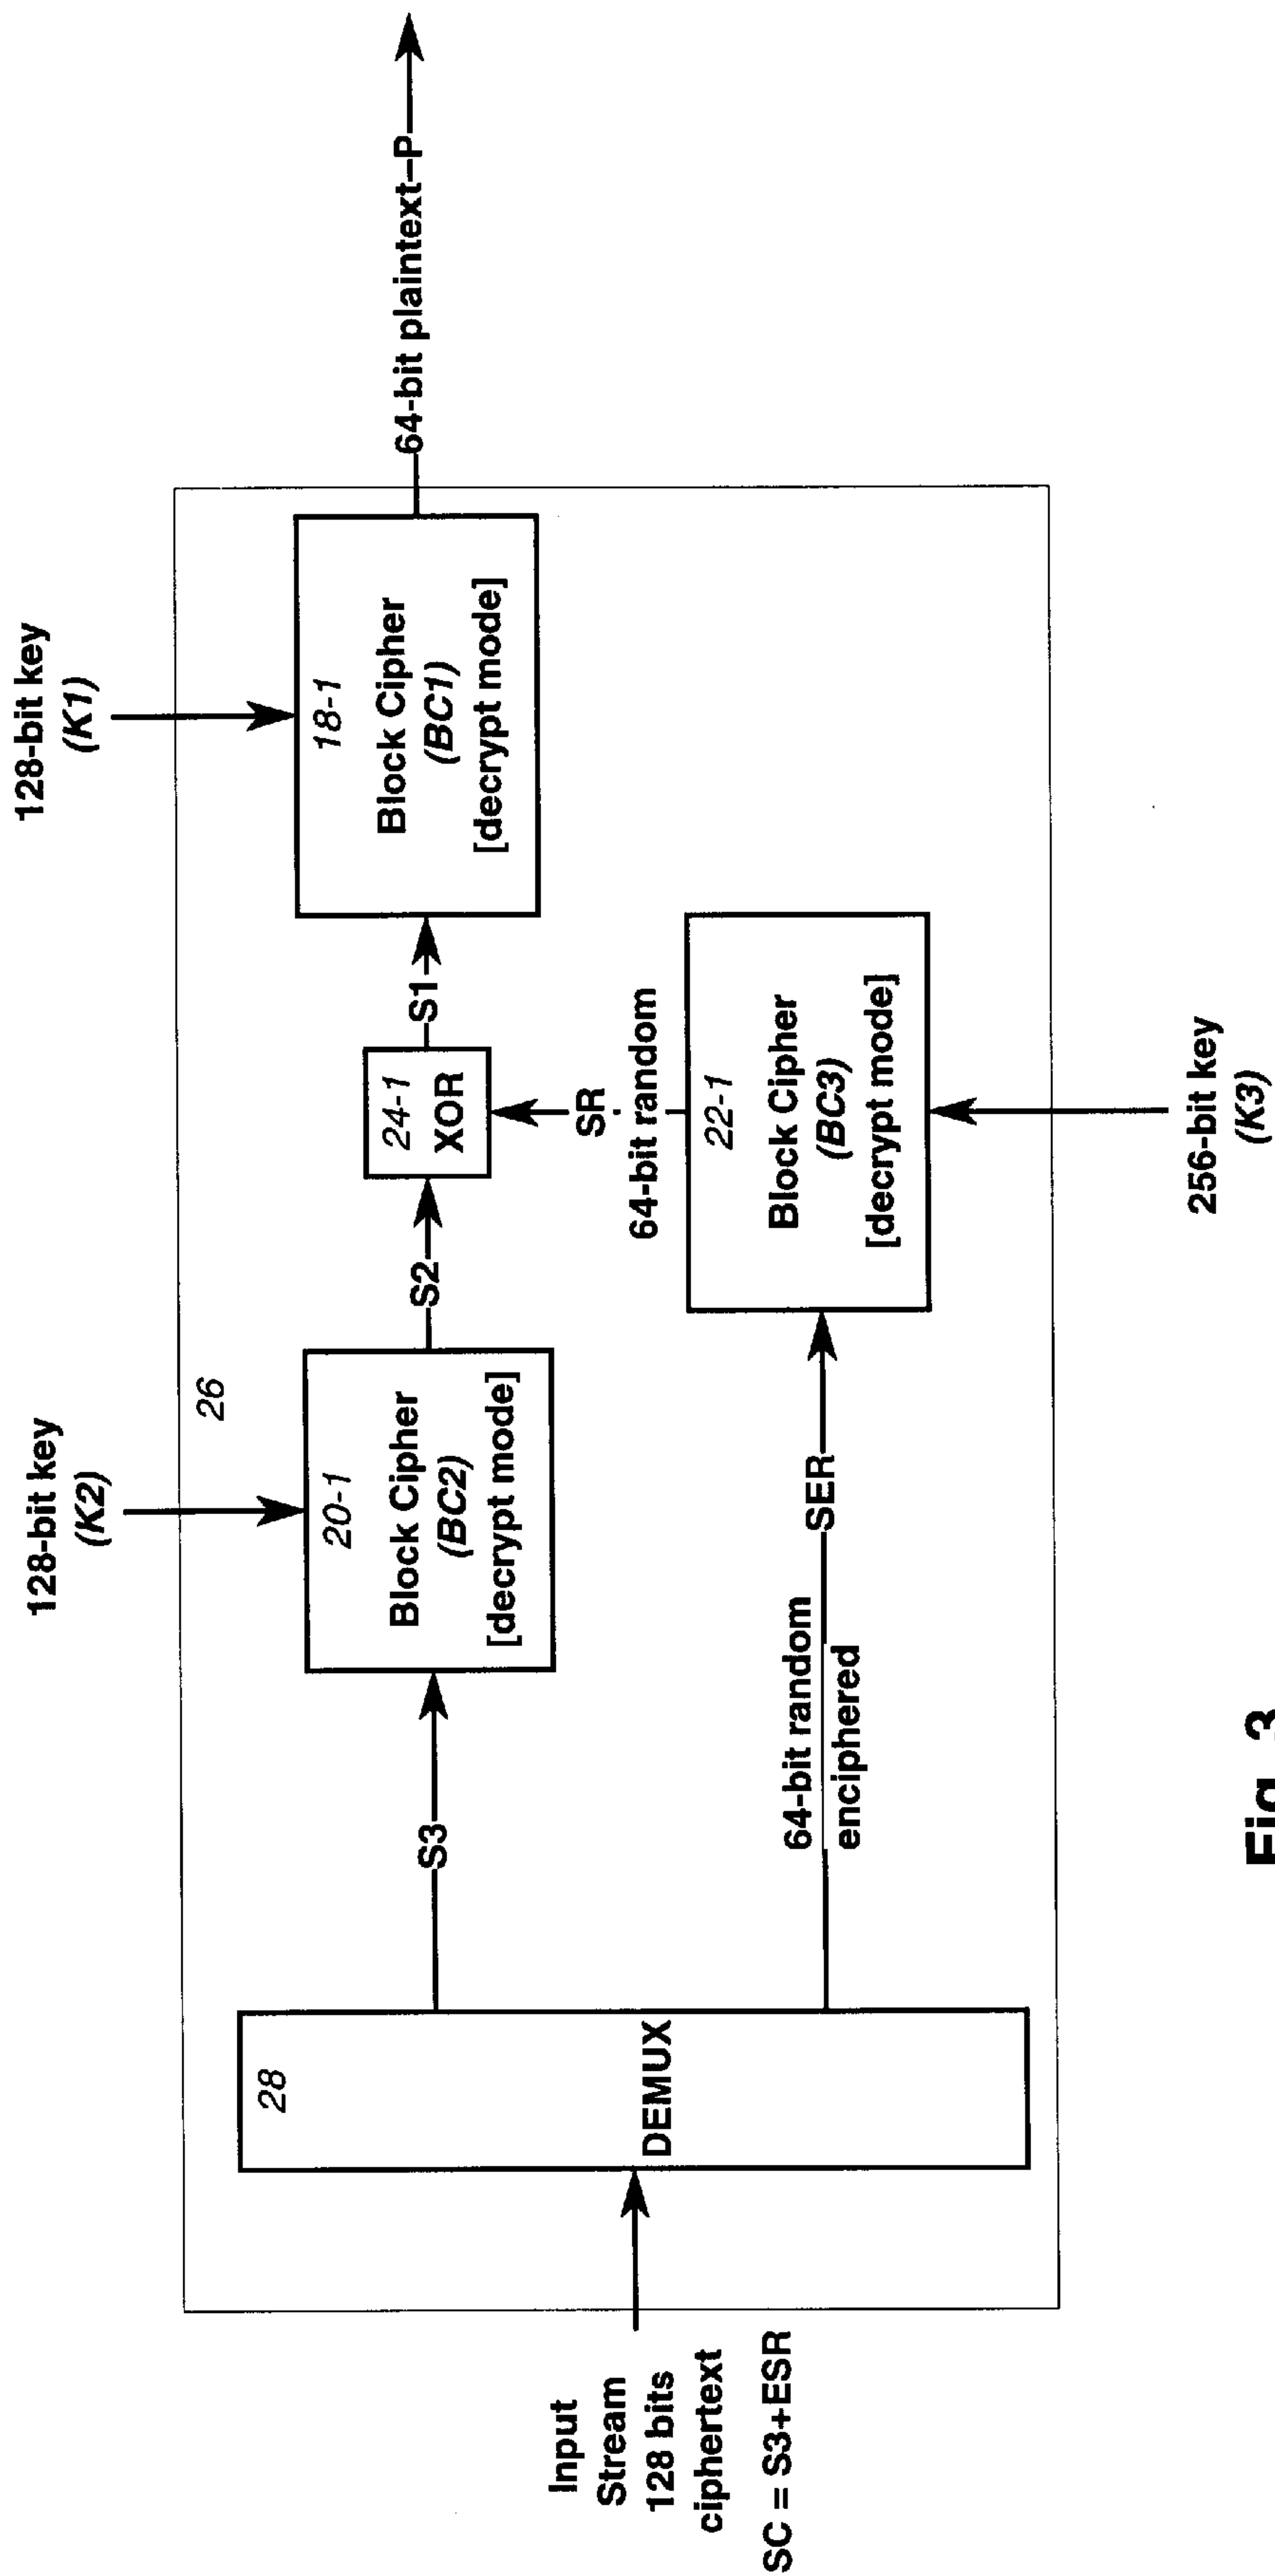 128-bit key
(K2)
128-bit key
(K1)
26
28
DEMUX
Input
Stream
128 bits
ciphertext
SC = S3+ESR
S3
20-1
Block Cipher
(BC2)
[decrypt mode]
S2
24-1
XOR
S1
18-1
Block Cipher
(BC1)
[decrypt mode]
64-bit plaintext P
64-bit random
enciphered
SER
SR
64-bit random
22-1
Block Cipher
(BC3)
[decrypt mode]
256-bit key
(K3)
Fig. 3